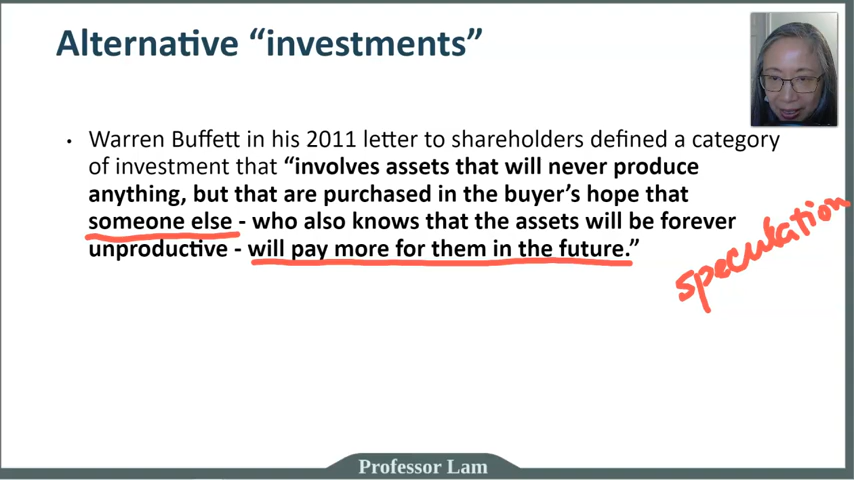 Alternative “investments”
• Warren Buffett in his 2011 letter to shareholders defined a category
of investment that “involves assets that will never produce
anything, but that are purchased in the buyer’s hope that
someone else - who also knows that the assets will be forever
unproductive - will pay more for them in the future.”
speculation
Professor Lam